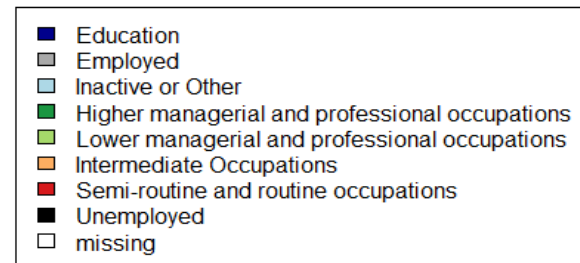 Education
Employed
Inactive or Other
Higher managerial and professional occupations
Lower managerial and professional occupations
Intermediate Occupations
Semi-routine and routine occupations
Unemployed
missing